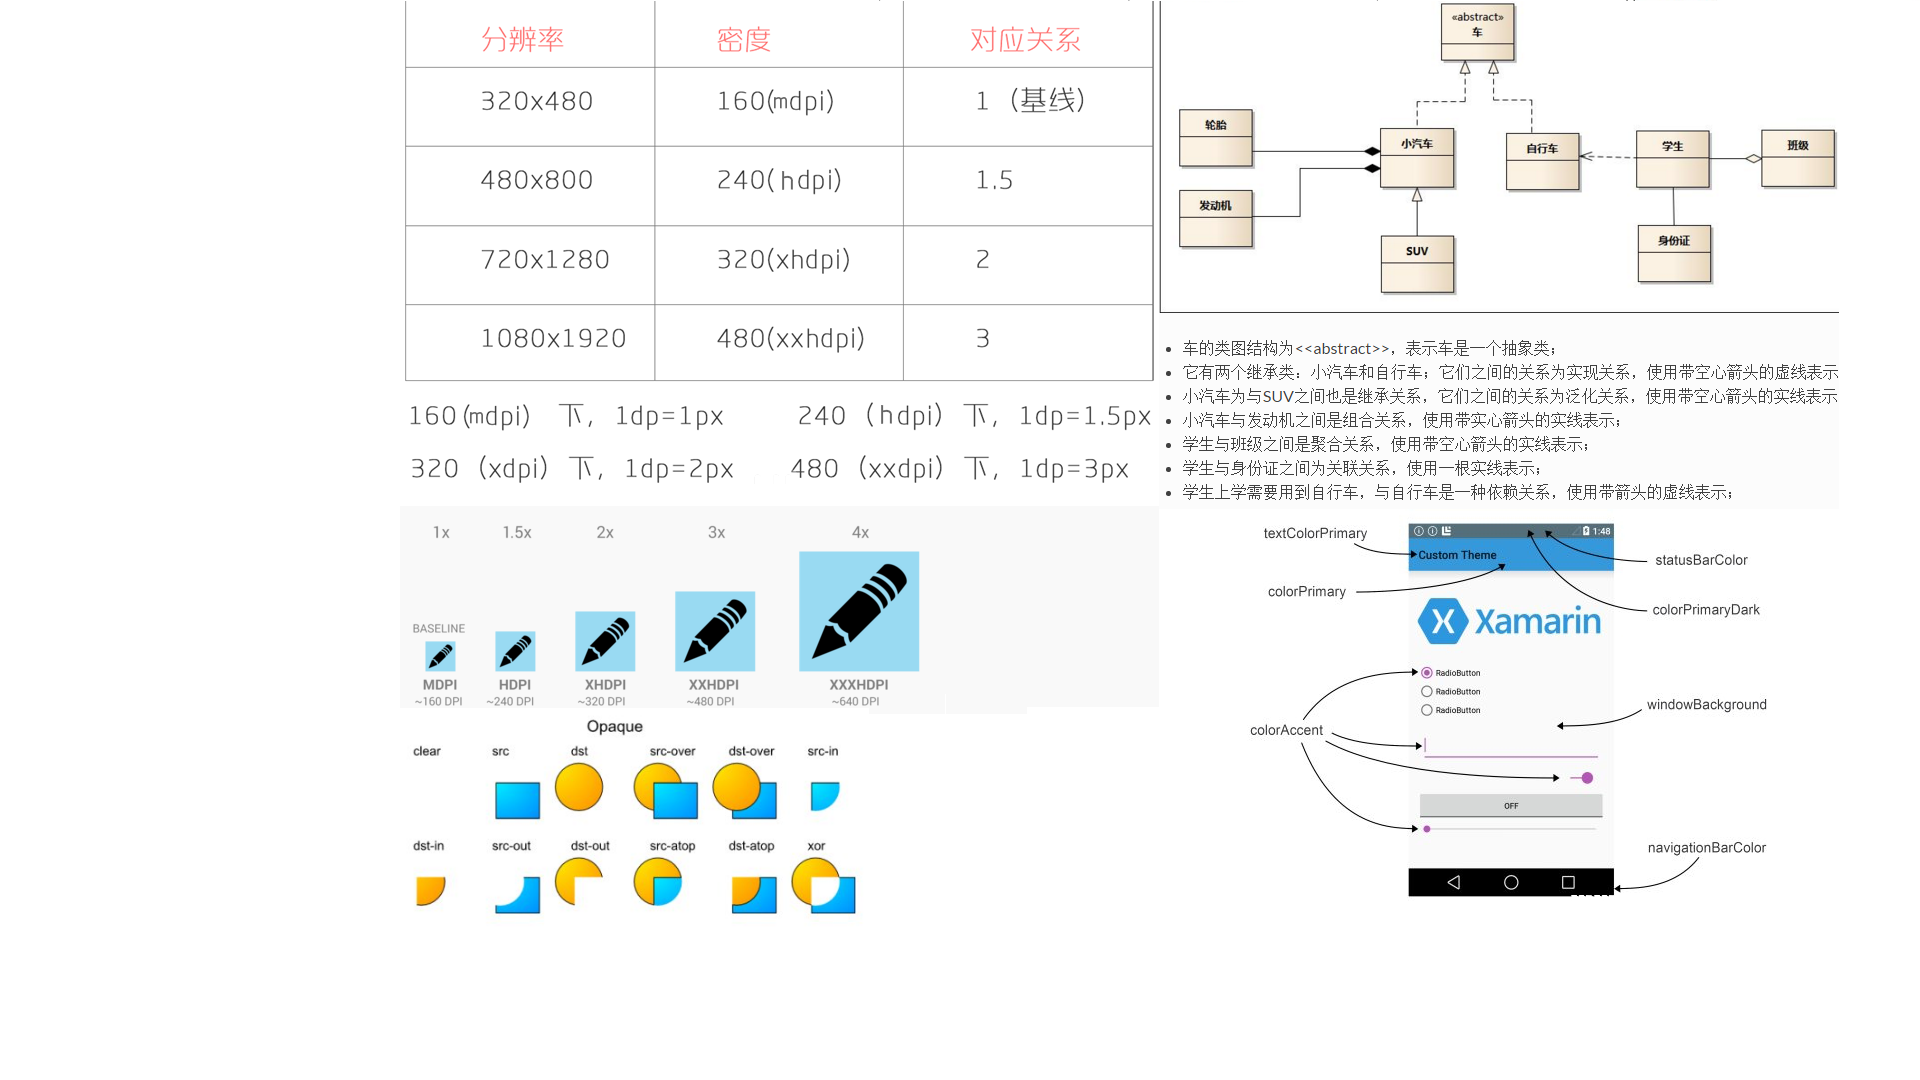 分辨率 密度 对应关系
320x480 160(mdpi) 1（基线）
480x800 240(hdpi) 1.5
720x1280 320(xhdpi) 2
1080x1920 480(xxhdpi) 3
160(mdpi) 下，1dp=1px 240（hdpi）下，1dp=1.5px
320（xdpi）下，1dp=2px 480（xxdpi）下，1dp=3px
1x 1.5x 2x 3x 4x
BASELINE
MDPI HDPI XHDPI XXHDPI XXXHDPI
~160 DPI ~240 DPI ~320 DPI ~480 DPI ~640 DPI
Opaque
clear src dst src-over dst-over src-in
dst-in src-out dst-out src-atop dst-atop xor
«abstract»
车
轮胎
小汽车
自行车
学生
班级
发动机
SUV
身份证
车的类图结构为<<abstract>>，表示车是一个抽象类；
它有两个继承类：小汽车和自行车；它们之间的关系为实现关系，使用带空心箭头的虚线表示
小汽车为与SUV之间也是继承关系，它们之间的关系为泛化关系，使用带空心箭头的实线表示
小汽车与发动机之间是组合关系，使用带实心箭头的实线表示；
学生与班级之间是聚合关系，使用带空心箭头的实线表示；
学生与身份证之间为关联关系，使用一根实线表示；
学生上学需要用到自行车，与自行车是一种依赖关系，使用带箭头的虚线表示；
textColorPrimary
1:48
Custom Theme
statusBarColor
colorPrimary
colorPrimaryDark
Xamarin
RadioButton
RadioButton
RadioButton
windowBackground
colorAccent
OFF
navigationBarColor